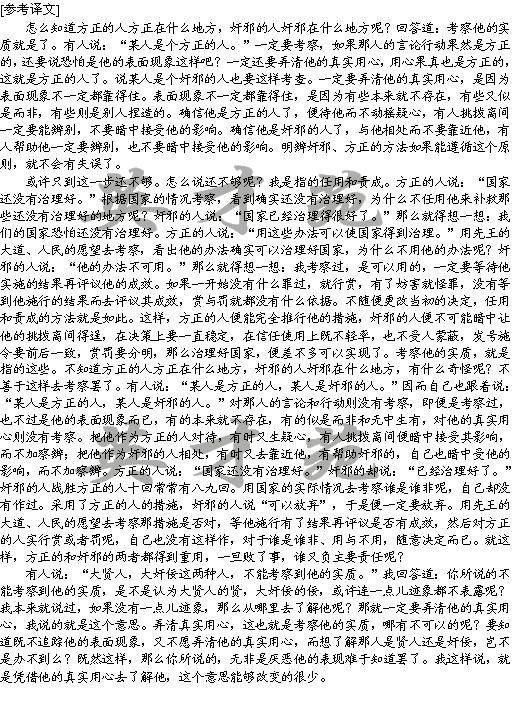 [参考译文]
怎么知道方正的人方正在什么地方，奸邪的人奸邪在什么地方呢？回答道：考察他的实
质就是了。有人说：“某人是个方正的人。”一定要考察，如果那人的言论行动果然是方正
的，还要说恐怕是他的表面现象这样吧？一定还要弄清他的真实用心，用心果真也是方正的，
这就是方正的人了。说某人是个奸邪的人也要这样考查。一定要弄清他的真实用心，是因为
表面现象不一定都靠得住。表面现象不一定都靠得住，是因为有些本来就不存在，有些又似
是而非，有些则是别人捏造的。确信他是方正的人了，便待他而不动摇疑心，有人挑拨离间
一定要能辨别，不要暗中接受他的影响。确信他是奸邪的人了，与他相处而不要靠近他，有
人帮助他一定要辨别，也不要暗中接受他的影响。明辨奸邪、方正的方法如果能遵循这个原
则，就不会有失误了。
或许只到这一步还不够。怎么说还不够呢？我是指的任用和责成。方正的人说：“国家
还没有治理好。”根据国家的情况考察，看到确实还没有治理好，为什么不任用他来补救那
些还没有治理好的地方呢？奸邪的人说：“国家已经治理得很好了。”那么就得想一想：我
们的国家恐怕还没有治理好。方正的人说：“用这些办法可以使国家得到治理。”用先王的
大道、人民的愿望去考察，看出他的办法确实可以治理好国家，为什么不用他的办法呢？奸
邪的人说：“他的办法不可用。”那么就得想一想：我考察过，是可以用的，一定要等待他
实施的结果再评议他的成效。如果一开始没有什么罪过，就行赏，有了妨害就怪罪，没有等
到他施行的结果而去评议其成效，赏与罚就都没有什么依据。不随便更改当初的决定，任用
和责成的方法就是如此。这样，方正的人便能完全推行他的措施，奸邪的人便不可能暗中让
他的挑拨离间得逞，在决策上要一直稳定，在信任使用上既不轻率，也不受人蒙蔽，发号施
令要前后一致，赏罚要分明，那么治理好国家，便差不多可以实现了。考察他的实质，就是
指的这些。不知道方正的人方正在什么地方，奸邪的人奸邪在什么地方，有什么奇怪呢？不
善于这样去考察罢了。有人说：“某人是方正的人，某人是奸邪的人。”因而自己也跟着说：
“某人是方正的人，某人是奸邪的人。”对那人的言论和行动则没有考察，即便是考察过，
也不过是他的表面现象而已，有的本来就不存在，有的似是而非和无中生有，对他的真实用
心则没有考察。把他作为方正的人对待，有时又生疑心，有人挑拨离间便暗中接受其影响，
而不加察辨；把他作为奸邪的人相处，有时又去靠近他，有帮助奸邪的，自己也暗中受他的
影响，而不加察辨。方正的人说：“国家还没有治理好。”奸邪的却说：“已经治理好了。”
奸邪的人战胜方正的人十回常常有八九回。用国家的实际情况去考察谁是谁非呢，自己却没
有作过。采用了方正的人的措施，奸邪的人说“可以放弃”，于是便一定要放弃。用先王的
大道、人民的愿望去考察那措施是否对，等他施行有了结果再评议是否有成效，然后对方正
的人实行赏或者罚呢，自己也没有这样作，对于谁是谁非、用与不用，随意决定而已。就这
样，方正的和奸邪的两者都得到重用，一旦败了事，谁又负主要责任呢？
有人说：“大贤人，大奸佞这两种人，不能考察到他的实质。”我回答道：你所说的不
能考察到他的实质，是不是认为大贤人的贤，大奸佞的佞，或许连一点儿迹象都不表露呢？
我本来就说过，如果没有一点儿迹象，那么从哪里去了解他呢？那就一定要弄清他的真实用
心，我说的就是这个意思。弄清真实用心，这也就是考察他的实质，哪有不可以的呢？要知
道既不追踪他的表面现象，又不愿弄清他的真实用心，而想了解那人是贤人还是奸佞，岂不
是办不到么？既然这样，那么你所说的，无非是厌恶他的表现难于知道罢了。我这样说，就
是凭借他的真实用心去了解他，这个意思能够改变的很少。